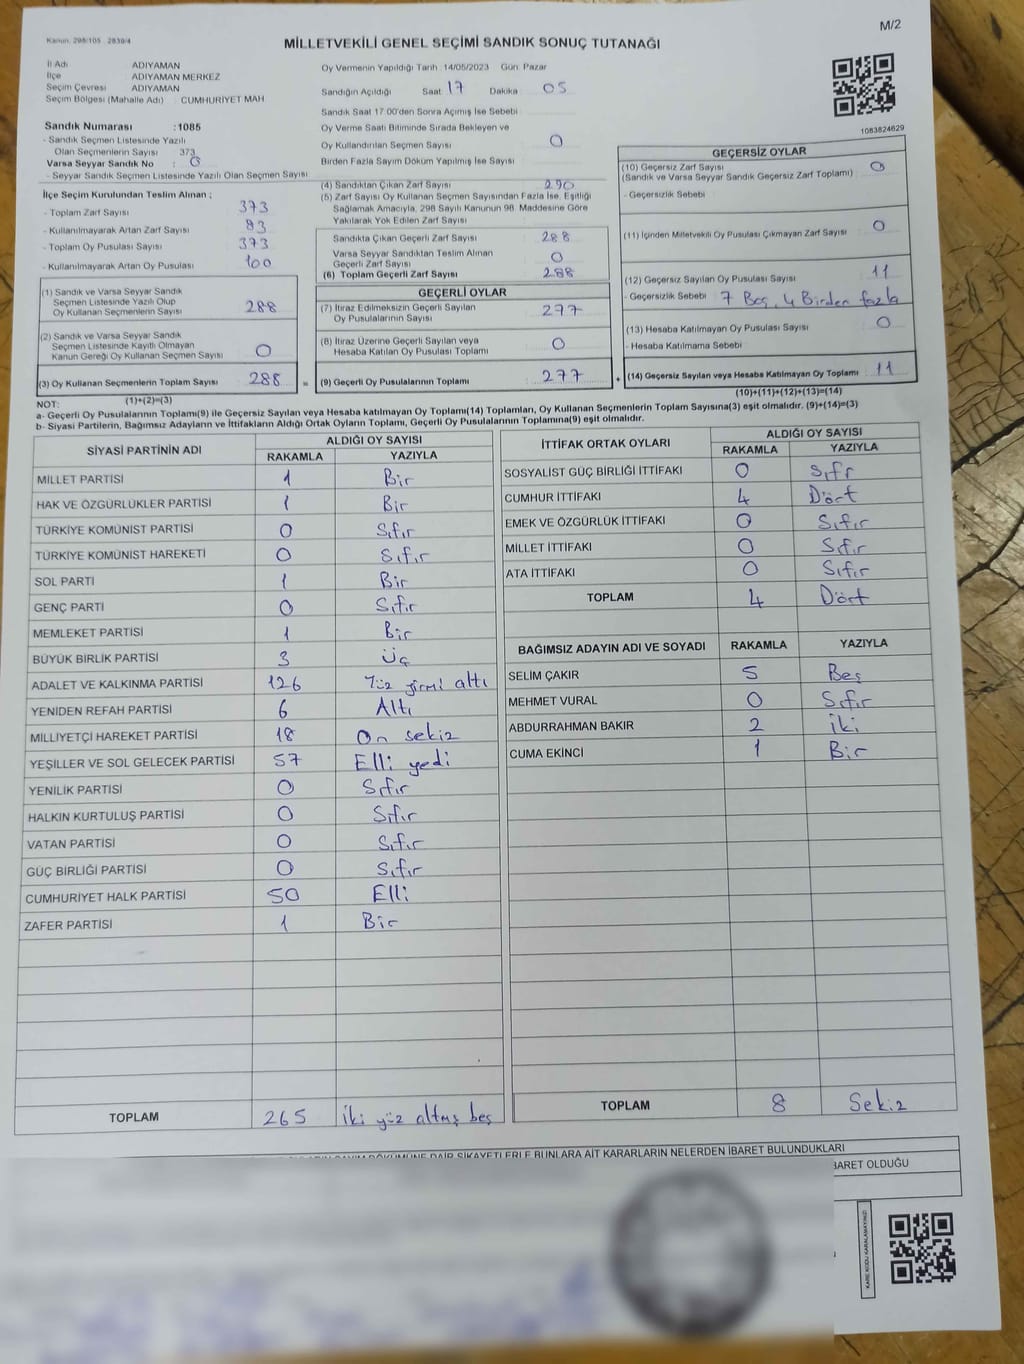 Kanun: 298/105 2839/4
M/2
MİLLETVEKİLİ GENEL SEÇİMİ SANDIK SONUÇ TUTANAĞI
İl Adı ADIYAMAN
İlçe ADIYAMAN MERKEZ
Seçim Çevresi ADIYAMAN
Seçim Bölgesi (Mahalle Adı) : CUMHURİYET MAH
Sandık Numarası : 1085
- Sandık Seçmen Listesinde Yazılı
Olan Seçmenlerin Sayısı 373
Varsa Seyyar Sandık No : 0
- Seyyar Sandık Seçmen Listesinde Yazılı Olan Seçmen Sayısı
Oy Vermenin Yapıldığı Tarih 14/05/2023 Gün Pazar
Sandığın Açıldığı Saat 17 Dakika 05
Sandık Saat 17:00'den Sonra Açılmış İse Sebebi
Oy Verme Saati Bitiminde Sırada Bekleyen ve
Oy Kullandırılan Seçmen Sayısı 0
Birden Fazla Sayım Döküm Yapılmış İse Sayısı
1083824629
İlçe Seçim Kurulundan Teslim Alınan ;
- Toplam Zarf Sayısı 373
- Kullanılmayarak Artan Zarf Sayısı 83
- Toplam Oy Pusulası Sayısı 373
- Kullanılmayarak Artan Oy Pusulası 100
(1) Sandık ve Varsa Seyyar Sandık
Seçmen Listesinde Yazılı Olup
Oy Kullanan Seçmenlerin Sayısı 288
(2) Sandık ve Varsa Seyyar Sandık
Seçmen Listesinde Kayıtlı Olmayan
Kanun Gereği Oy Kullanan Seçmen Sayısı 0
(3) Oy Kullanan Seçmenlerin Toplam Sayısı 288 =
(1)+(2)=(3)
(4) Sandıktan Çıkan Zarf Sayısı 290
(5) Zarf Sayısı Oy Kullanan Seçmen Sayısından Fazla İse, Eşitliği
Sağlamak Amacıyla, 298 Sayılı Kanunun 98. Maddesine Göre
Yakılarak Yok Edilen Zarf Sayısı
Sandıkta Çıkan Geçerli Zarf Sayısı 288
Varsa Seyyar Sandıktan Teslim Alınan
Geçerli Zarf Sayısı 0
(6) Toplam Geçerli Zarf Sayısı 288
GEÇERLİ OYLAR
(7) İtiraz Edilmeksizin Geçerli Sayılan
Oy Pusulalarının Sayısı 277
(8) İtiraz Üzerine Geçerli Sayılan veya
Hesaba Katılan Oy Pusulası Toplamı 0
(9) Geçerli Oy Pusulalarının Toplamı 277 +
GEÇERSİZ OYLAR
(10) Geçersiz Zarf Sayısı 0
(Sandık ve Varsa Seyyar Sandık Geçersiz Zarf Toplamı)
- Geçersizlik Sebebi
(11) İçinden Milletvekili Oy Pusulası Çıkmayan Zarf Sayısı 0
(12) Geçersiz Sayılan Oy Pusulası Sayısı 11
- Geçersizlik Sebebi : 7 Boş, 4 Birden fazla
(13) Hesaba Katılmayan Oy Pusulası Sayısı 0
- Hesaba Katılmama Sebebi
(14) Geçersiz Sayılan veya Hesaba Katılmayan Oy Toplamı 11
(10)+(11)+(12)+(13)=(14)
NOT:
a- Geçerli Oy Pusulalarının Toplamı(9) ile Geçersiz Sayılan veya Hesaba katılmayan Oy Toplamı(14) Toplamları, Oy Kullanan Seçmenlerin Toplam Sayısına(3) eşit olmalıdır. (9)+(14)=(3)
b- Siyasi Partilerin, Bağımsız Adayların ve İttifakların Aldığı Ortak Oyların Toplamı, Geçerli Oy Pusulalarının Toplamına(9) eşit olmalıdır.
SİYASİ PARTİNİN ADI ALDIĞI OY SAYISI
RAKAMLA YAZIYLA
MİLLET PARTİSİ 1 Bir
HAK VE ÖZGÜRLÜKLER PARTİSİ 1 Bir
TÜRKİYE KOMÜNİST PARTİSİ 0 Sıfır
TÜRKİYE KOMÜNİST HAREKETİ 0 Sıfır
SOL PARTİ 1 Bir
GENÇ PARTİ 0 Sıfır
MEMLEKET PARTİSİ 1 Bir
BÜYÜK BİRLİK PARTİSİ 3 Üç
ADALET VE KALKINMA PARTİSİ 126 Yüz yirmi altı
YENİDEN REFAH PARTİSİ 6 Altı
MİLLİYETÇİ HAREKET PARTİSİ 18 On sekiz
YEŞİLLER VE SOL GELECEK PARTİSİ 57 Elli yedi
YENİLİK PARTİSİ 0 Sıfır
HALKIN KURTULUŞ PARTİSİ 0 Sıfır
VATAN PARTİSİ 0 Sıfır
GÜÇ BİRLİĞİ PARTİSİ 0 Sıfır
CUMHURİYET HALK PARTİSİ 50 Elli
ZAFER PARTİSİ 1 Bir
TOPLAM 265 iki yüz altmış beş
İTTİFAK ORTAK OYLARI ALDIĞI OY SAYISI
RAKAMLA YAZIYLA
SOSYALİST GÜÇ BİRLİĞİ İTTİFAKI 0 Sıfr
CUMHUR İTTİFAKI 4 Dört
EMEK VE ÖZGÜRLÜK İTTİFAKI 0 Sıfır
MİLLET İTTİFAKI 0 Sıfır
ATA İTTİFAKI 0 Sıfır
TOPLAM 4 Dört
BAĞIMSIZ ADAYIN ADI VE SOYADI RAKAMLA YAZIYLA
SELİM ÇAKIR 5 Beş
MEHMET VURAL 0 Sıfır
ABDURRAHMAN BAKIR 2 iki
CUMA EKİNCİ 1 Bir
TOPLAM 8 Sekiz
DÖKÜMÜNE DAİR ŞİKAYETLERLE BUNLARA AİT KARARLARIN NELERDEN İBARET BULUNDUKLARI
BARET OLDUĞU
KARE KODU KARALAMAYINIZ!